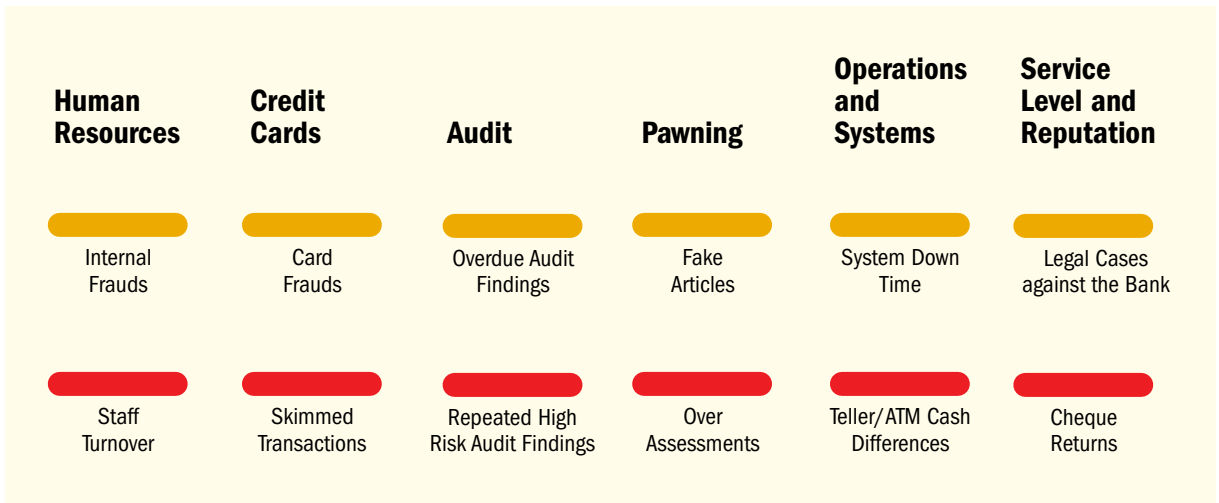 Human
Resources
Credit
Cards
Audit
Pawning
Operations
and
Systems
Service
Level and
Reputation
Internal
Frauds
Card
Frauds
Overdue Audit
Findings
Fake
Articles
System Down
Time
Legal Cases
against the Bank
Staff
Turnover
Skimmed
Transactions
Repeated High
Risk Audit Findings
Over
Assessments
Teller/ATM Cash
Differences
Cheque
Returns